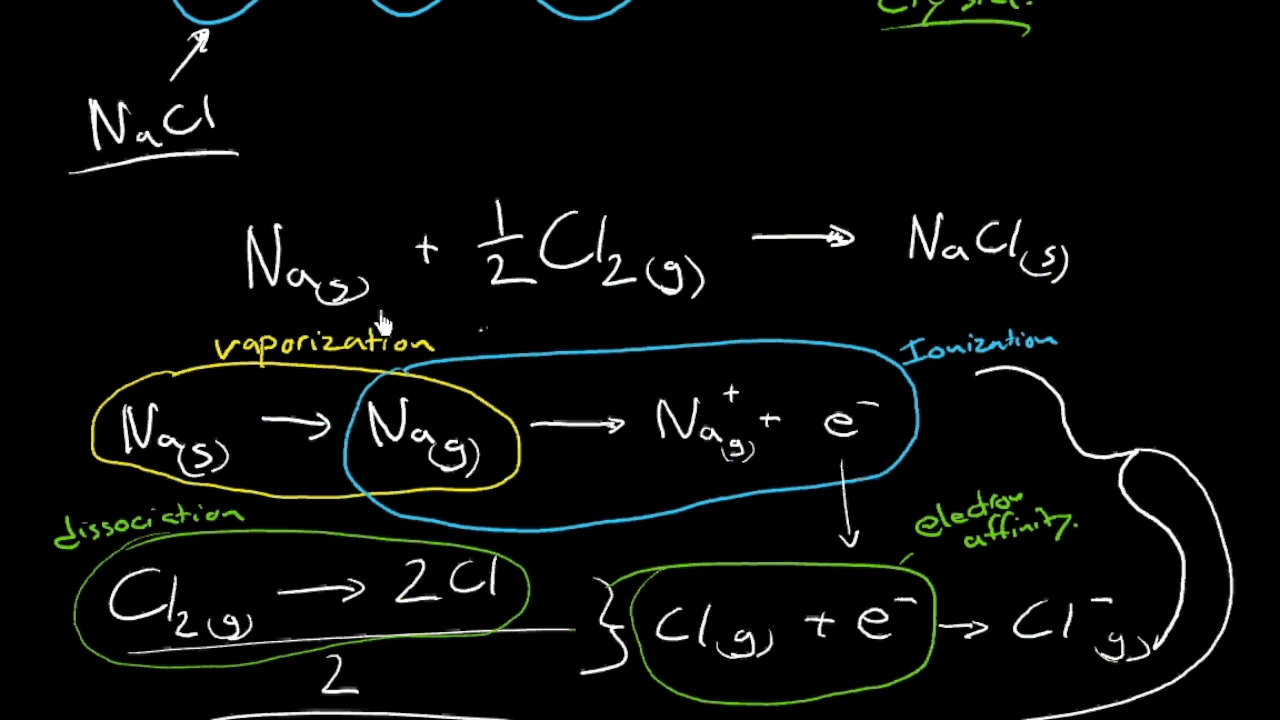 crystal.
NaCl
Na(s) + 1/2 Cl2(g) → NaCl(s)
vaporization
Ionization
Na(s) → Na(g) → Na+(g) + e-
dissociation
electron
affinity.
Cl2(g) → 2Cl
2
} Cl(g) + e- → Cl-(g)